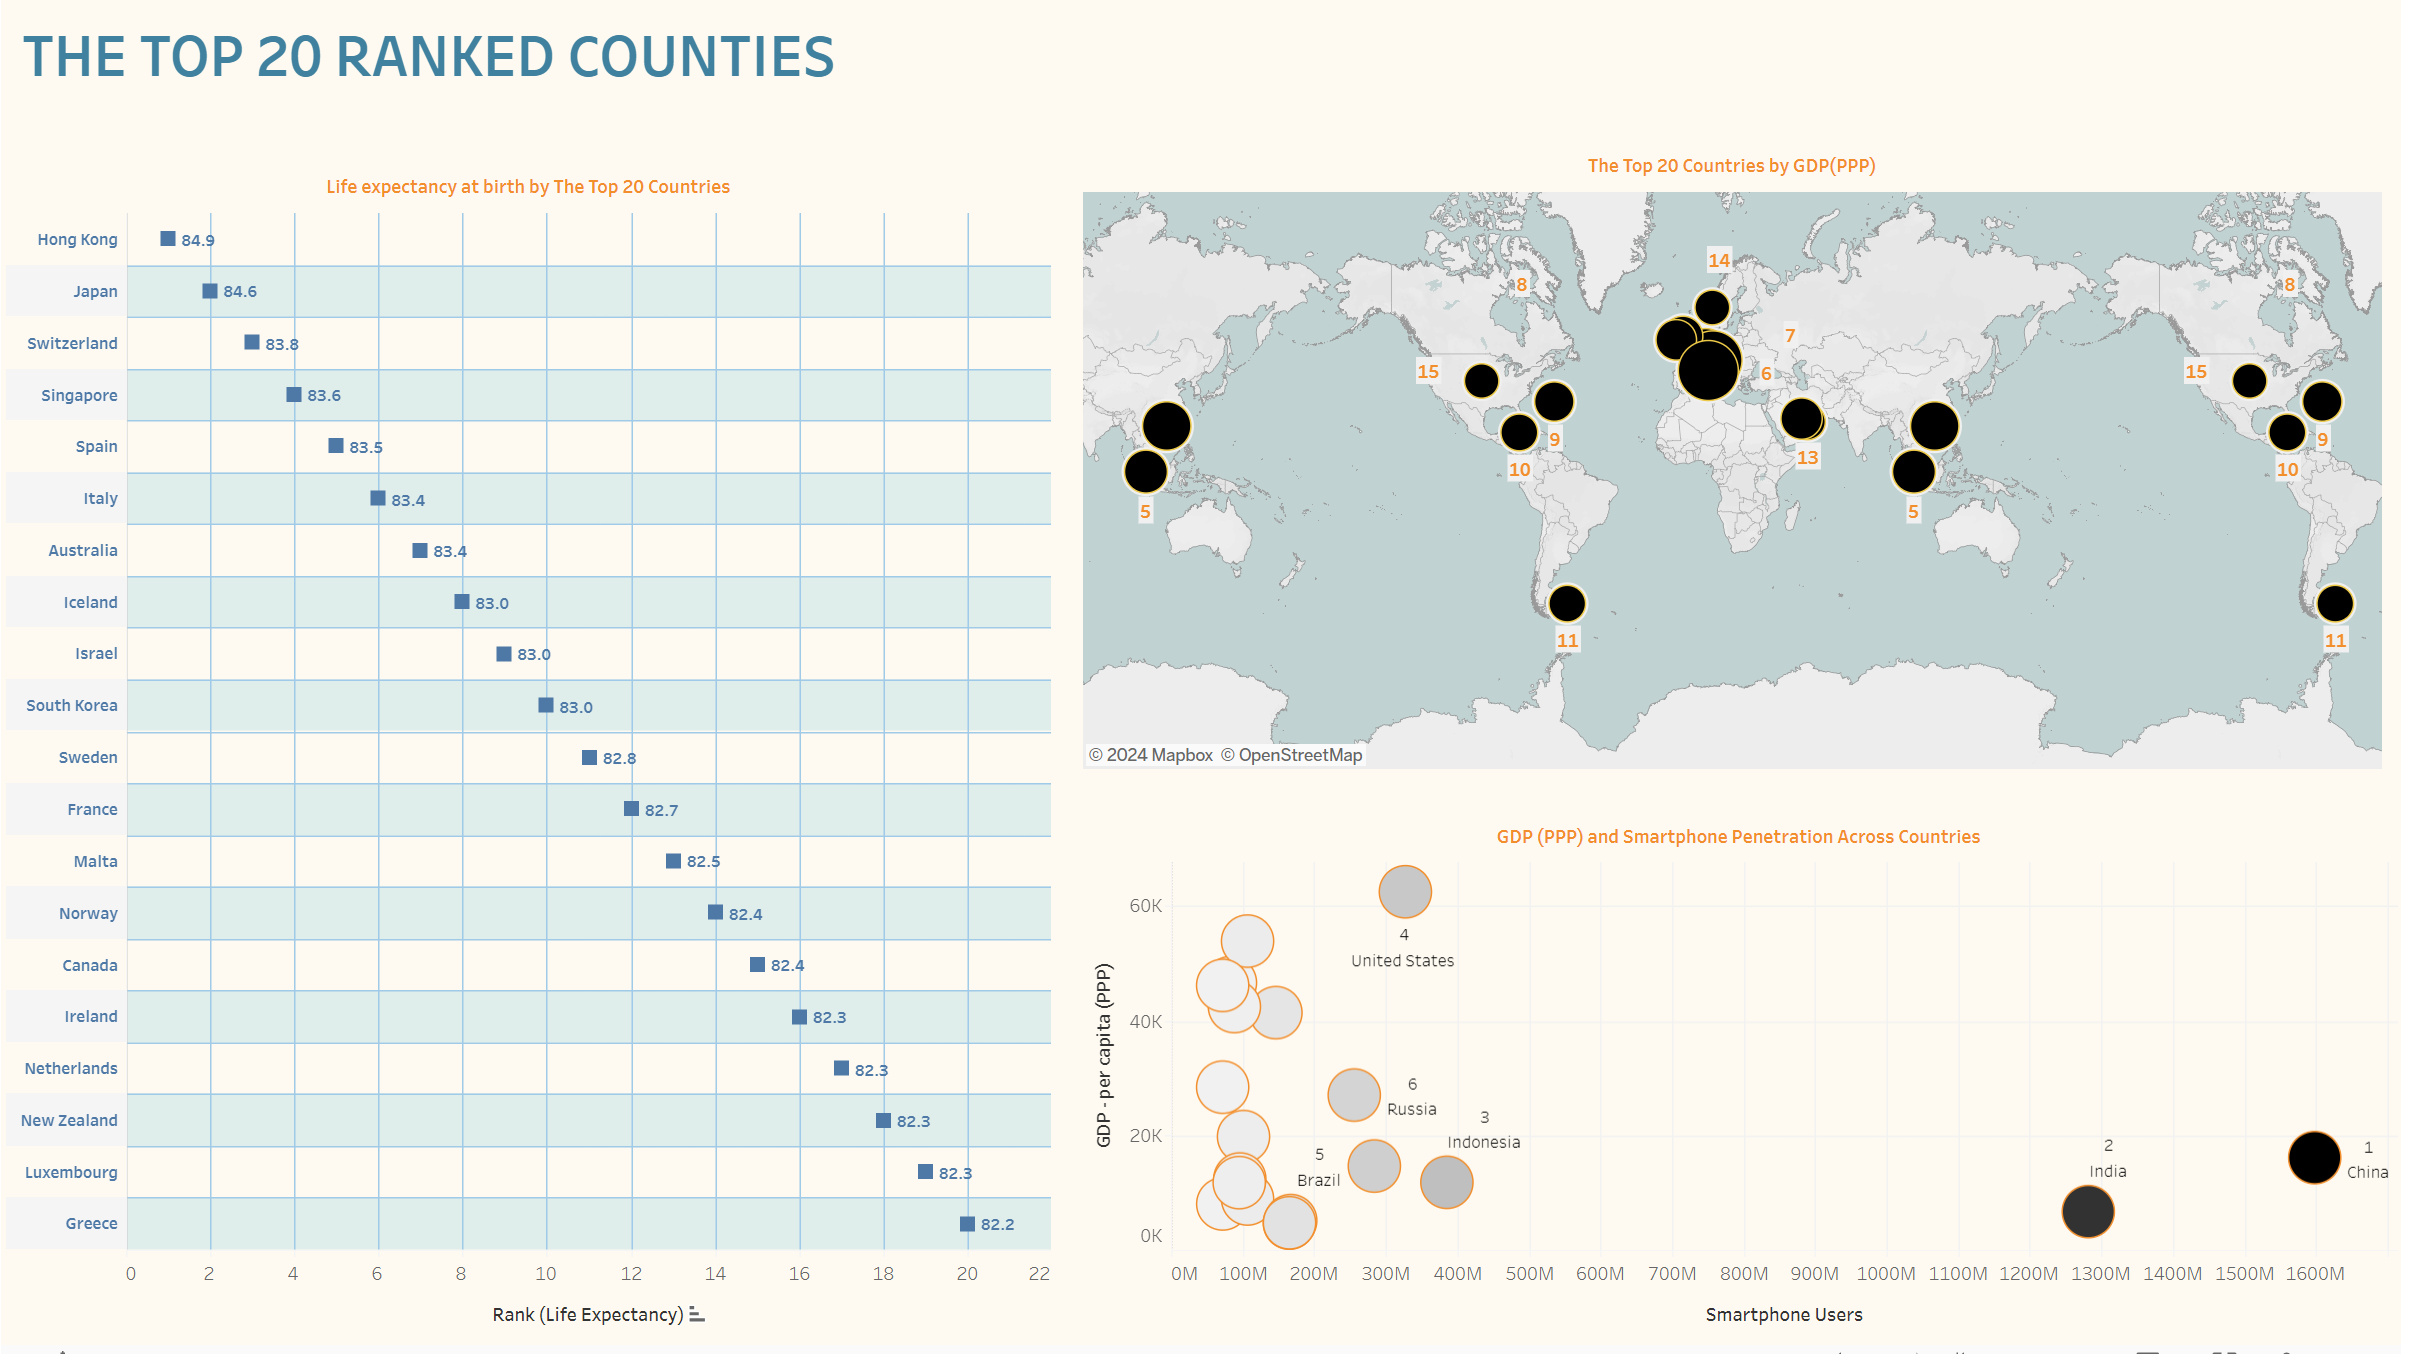 THE TOP 20 RANKED COUNTIES
Life expectancy at birth by The Top 20 Countries
Hong Kong 84.9
Japan 84.6
Switzerland 83.8
Singapore 83.6
Spain 83.5
Italy 83.4
Australia 83.4
Iceland 83.0
Israel 83.0
South Korea 83.0
Sweden 82.8
France 82.7
Malta 82.5
Norway 82.4
Canada 82.4
Ireland 82.3
Netherlands 82.3
New Zealand 82.3
Luxembourg 82.3
Greece 82.2
0 2 4 6 8 10 12 14 16 18 20 22
Rank (Life Expectancy)
The Top 20 Countries by GDP(PPP)
14
8 8
7
15 6 15
9 9
13
10 10
5 5
11 11
© 2024 Mapbox © OpenStreetMap
GDP (PPP) and Smartphone Penetration Across Countries
GDP - per capita (PPP)
60K
40K
20K
0K
4
United States
6
Russia
3
Indonesia
5
Brazil
2
India
1
China
0M 100M 200M 300M 400M 500M 600M 700M 800M 900M 1000M 1100M 1200M 1300M 1400M 1500M 1600M
Smartphone Users